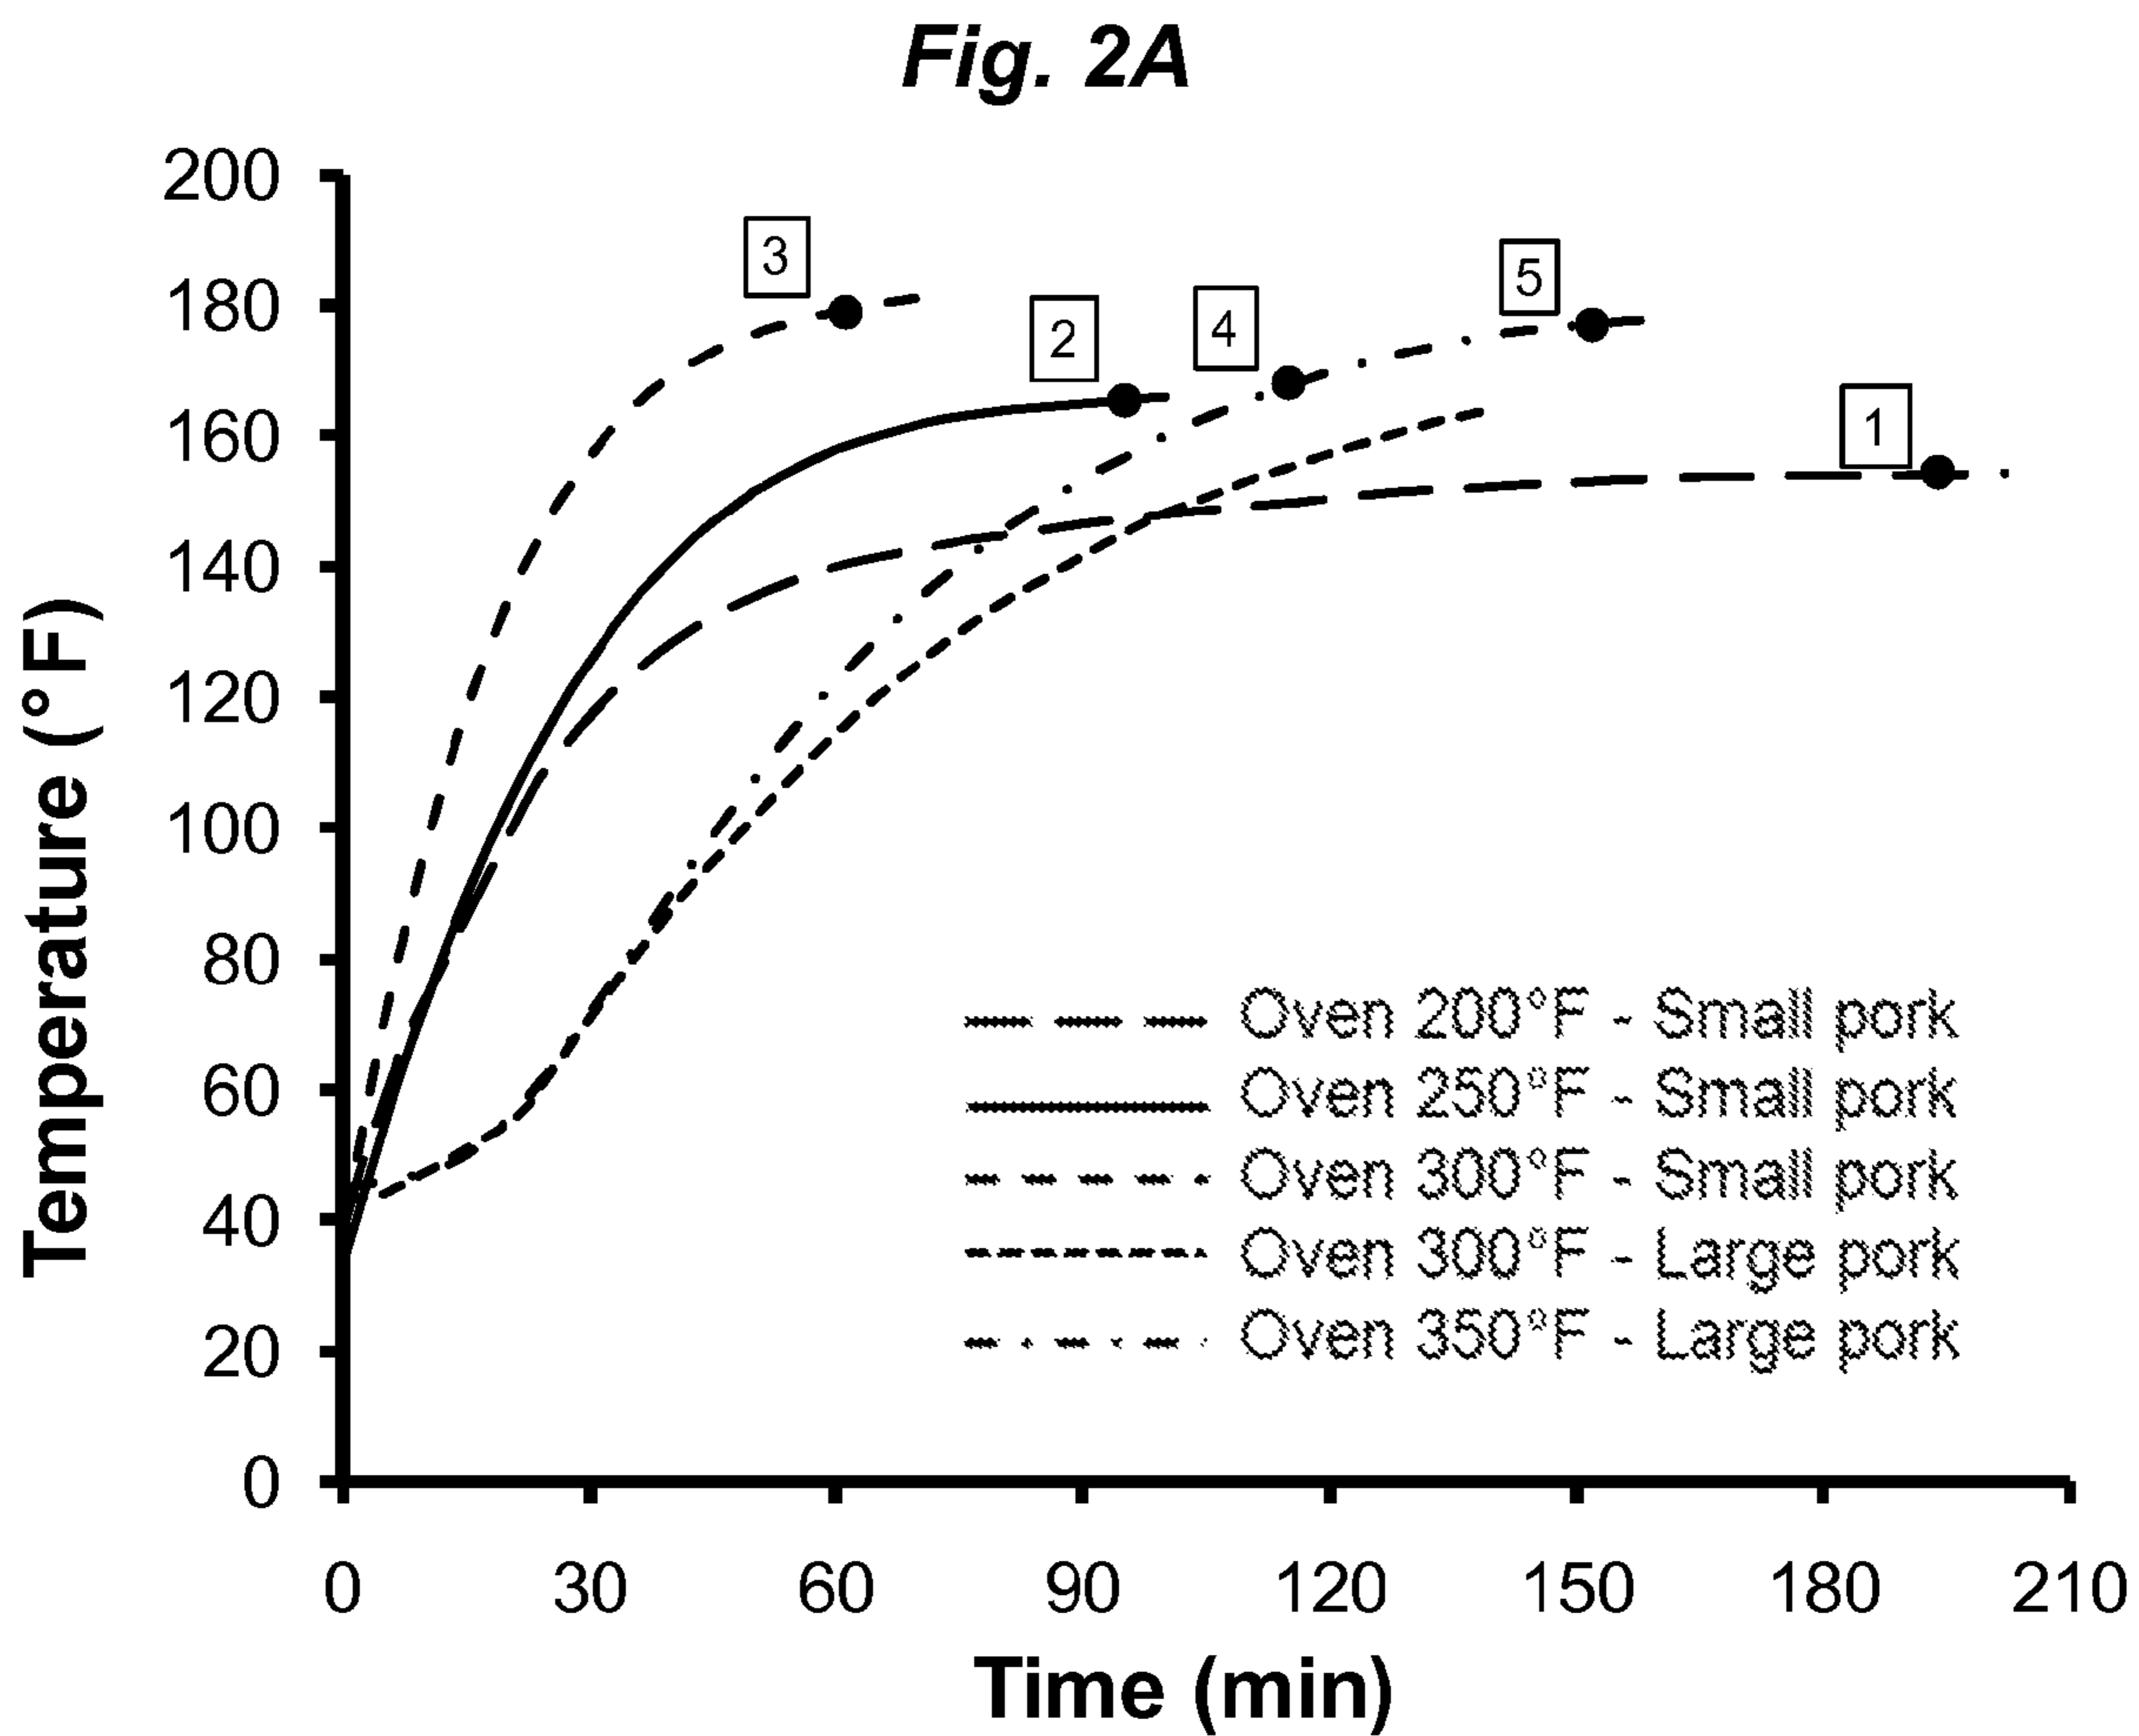 Fig. 2A
200
180
160
140
120
100
80
60
40
20
0
Temperature (°F)
3
2
4
5
1
Oven 200°F - Small pork
Oven 250°F - Small pork
Oven 300°F - Small pork
Oven 300°F - Large pork
Oven 350°F - Large pork
0 30 60 90 120 150 180 210
Time (min)